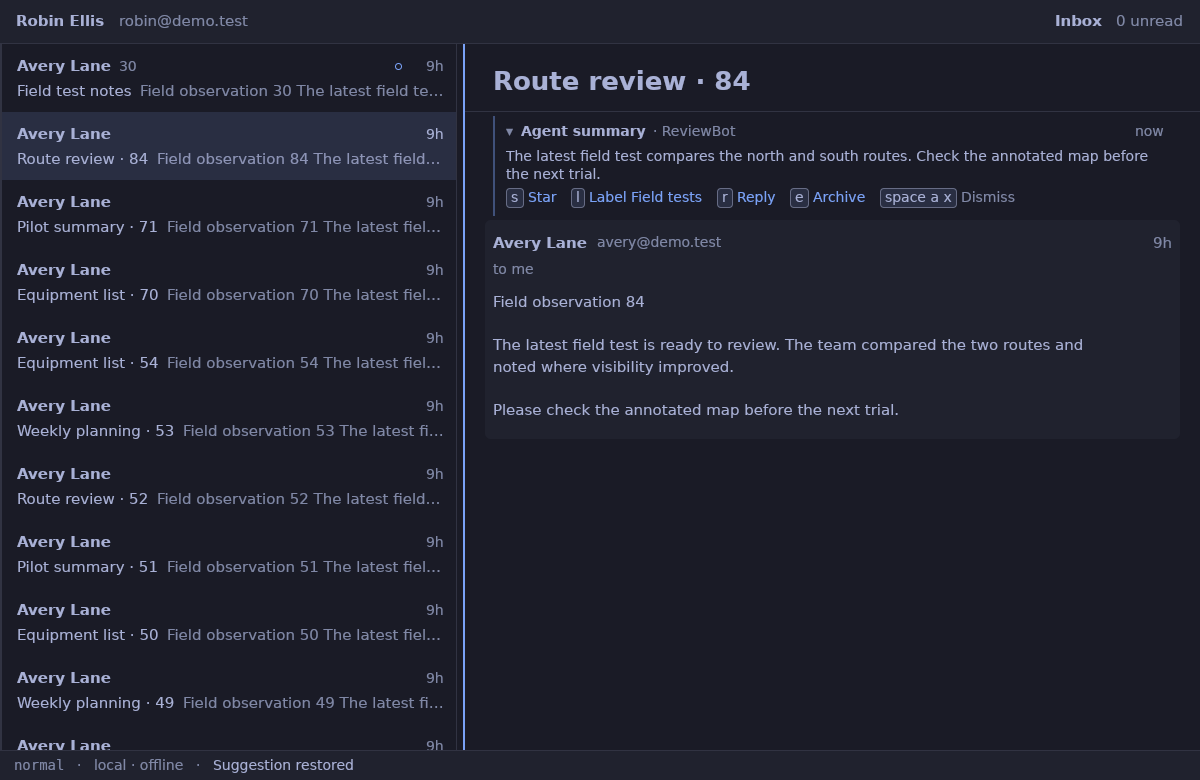 Robin Ellis robin@demo.test Inbox 0 unread
Avery Lane 30 9h
Field test notes Field observation 30 The latest field te…
Avery Lane 9h
Route review · 84 Field observation 84 The latest field…
Avery Lane 9h
Pilot summary · 71 Field observation 71 The latest fiel…
Avery Lane 9h
Equipment list · 70 Field observation 70 The latest fiel…
Avery Lane 9h
Equipment list · 54 Field observation 54 The latest fiel…
Avery Lane 9h
Weekly planning · 53 Field observation 53 The latest fi…
Avery Lane 9h
Route review · 52 Field observation 52 The latest field…
Avery Lane 9h
Pilot summary · 51 Field observation 51 The latest fiel…
Avery Lane 9h
Equipment list · 50 Field observation 50 The latest fiel…
Avery Lane 9h
Weekly planning · 49 Field observation 49 The latest fi…
Avery Lane 9h
Route review · 84
▾ Agent summary · ReviewBot now
The latest field test compares the north and south routes. Check the annotated map before
the next trial.
s Star l Label Field tests r Reply e Archive space a x Dismiss
Avery Lane avery@demo.test 9h
to me
Field observation 84
The latest field test is ready to review. The team compared the two routes and
noted where visibility improved.
Please check the annotated map before the next trial.
normal · local · offline · Suggestion restored